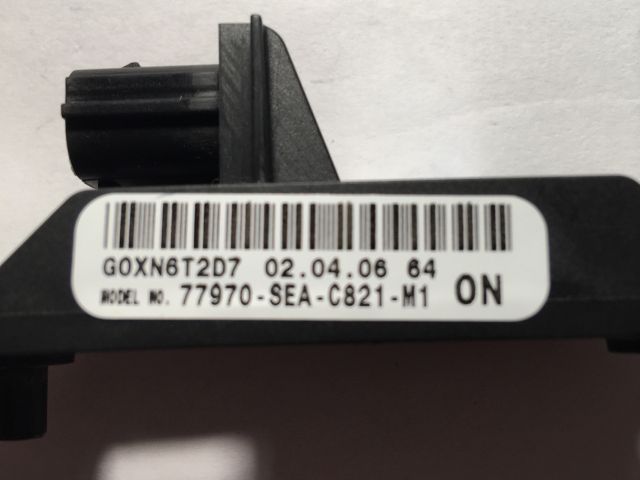 G0XN6T2D7 02.04.06 64
MODEL NO. 77970-SEA-C821-M1 ON